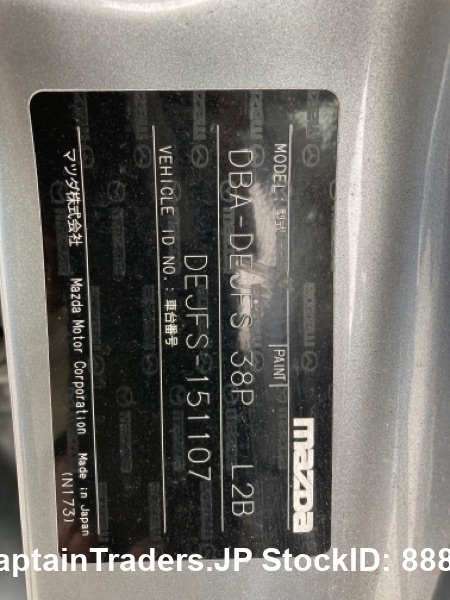 mazda
MODEL: 型式 PAINT
DBA-DEJFS 38P L2B
VEHICLE ID NO.: 車台番号
DEJFS-151107
マツダ株式会社 Mazda Motor Corporation Made in Japan
(N173)
aptainTraders.JP StockID: 888